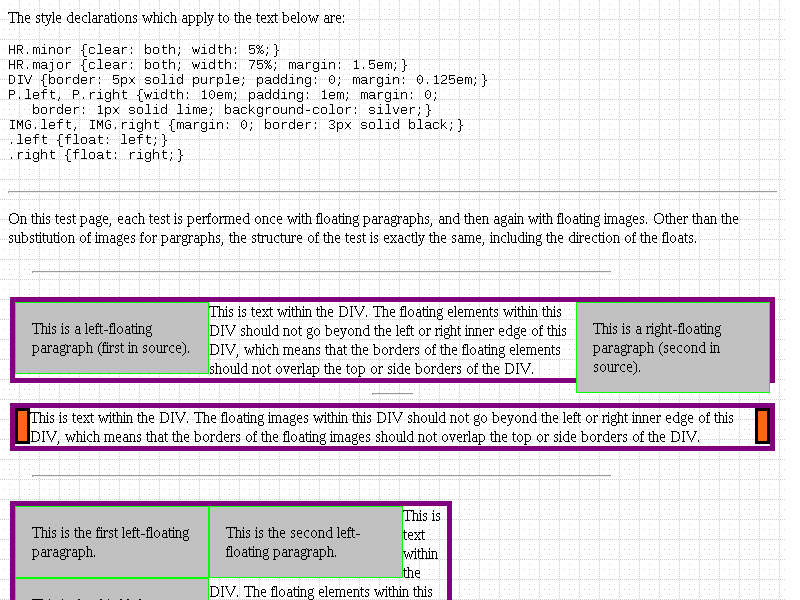 The style declarations which apply to the text below are:
HR.minor {clear: both; width: 5%;}
HR.major {clear: both; width: 75%; margin: 1.5em;}
DIV {border: 5px solid purple; padding: 0; margin: 0.125em;}
P.left, P.right {width: 10em; padding: 1em; margin: 0;
border: 1px solid lime; background-color: silver;}
IMG.left, IMG.right {margin: 0; border: 3px solid black;}
.left {float: left;}
.right {float: right;}
On this test page, each test is performed once with floating paragraphs, and then again with floating images. Other than the
substitution of images for pargraphs, the structure of the test is exactly the same, including the direction of the floats.
This is a left-floating
paragraph (first in source).
This is text within the DIV. The floating elements within this
DIV should not go beyond the left or right inner edge of this
DIV, which means that the borders of the floating elements
should not overlap the top or side borders of the DIV.
This is a right-floating
paragraph (second in
source).
This is text within the DIV. The floating images within this DIV should not go beyond the left or right inner edge of this
DIV, which means that the borders of the floating images should not overlap the top or side borders of the DIV.
This is the first left-floating
paragraph.
This is the second left-
floating paragraph.
This is
text
within
the
DIV. The floating elements within this